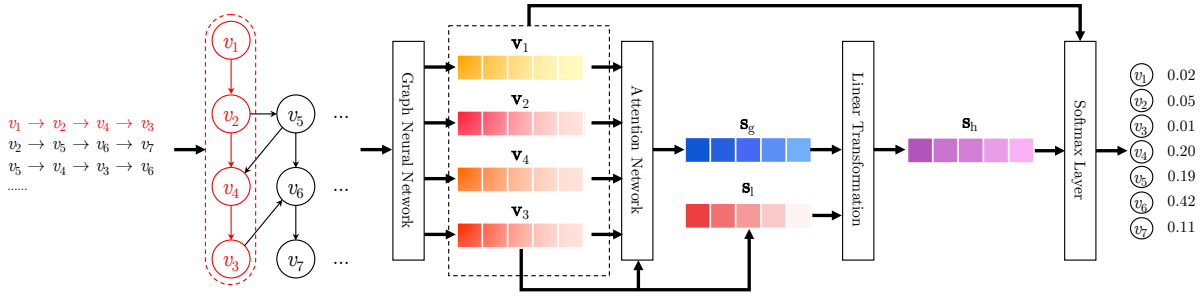 v1 → v2 → v4 → v3
v2 → v5 → v6 → v7
v5 → v4 → v3 → v6
......
v1
v2
v5
...
v4
v6
...
v3
v7
...
Graph Neural Network
v1
v2
v4
v3
Attention Network
sg
sl
Linear Transformation
sh
Softmax Layer
v1 0.02
v2 0.05
v3 0.01
v4 0.20
v5 0.19
v6 0.42
v7 0.11